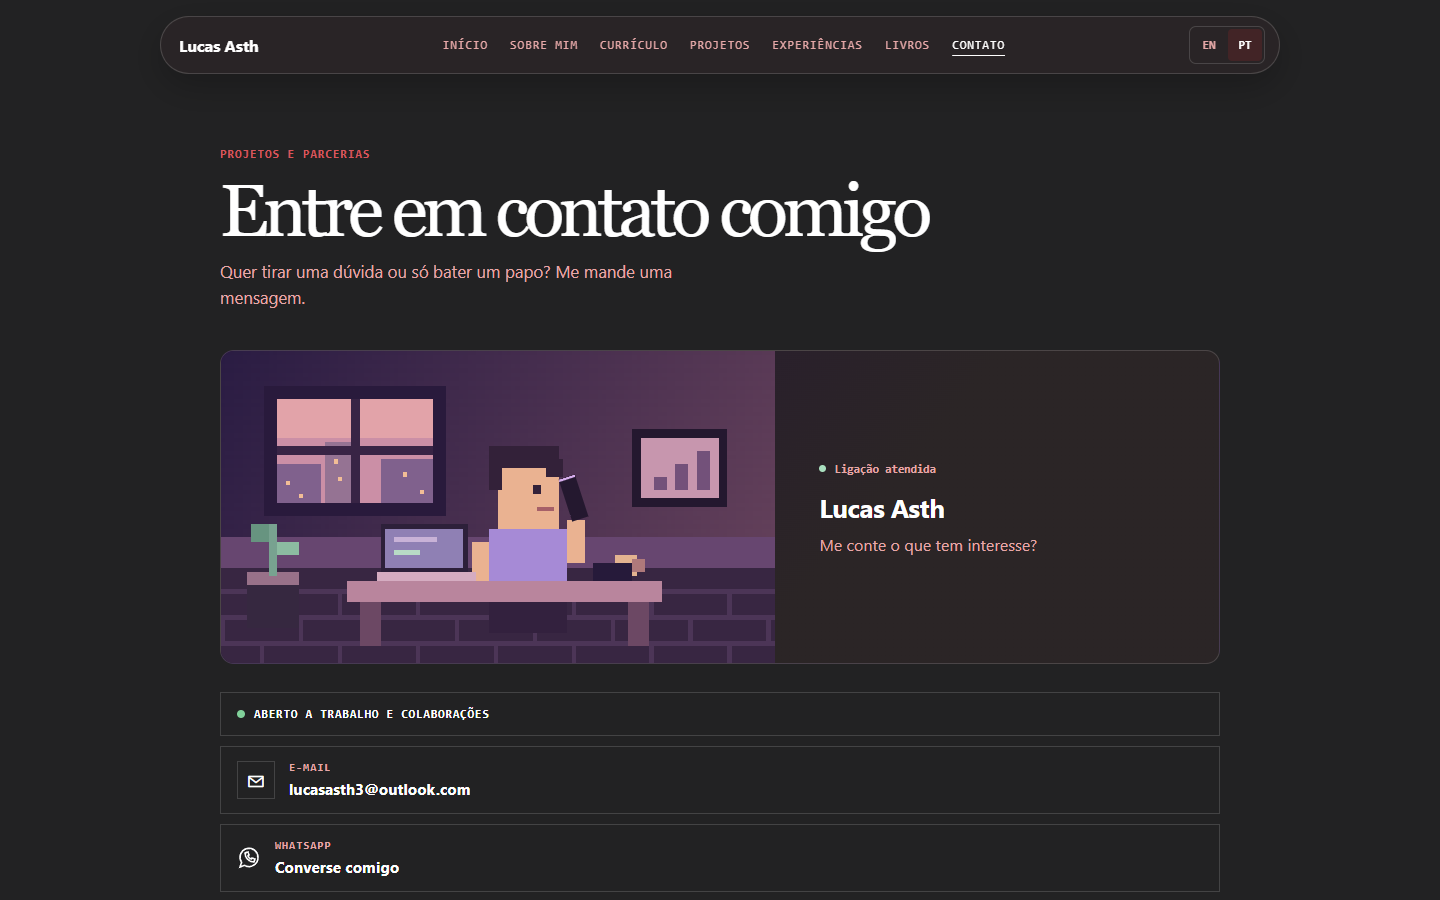 Lucas Asth
INÍCIO SOBRE MIM CURRÍCULO PROJETOS EXPERIÊNCIAS LIVROS CONTATO
EN PT
PROJETOS E PARCERIAS
Entre em contato comigo
Quer tirar uma dúvida ou só bater um papo? Me mande uma
mensagem.
Ligação atendida
Lucas Asth
Me conte o que tem interesse?
ABERTO A TRABALHO E COLABORAÇÕES
E-MAIL
lucasasth3@outlook.com
WHATSAPP
Converse comigo